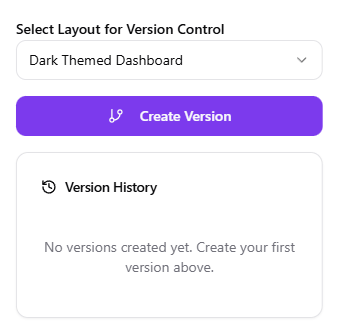 Select Layout for Version Control
Dark Themed Dashboard
Create Version
Version History
No versions created yet. Create your first
version above.